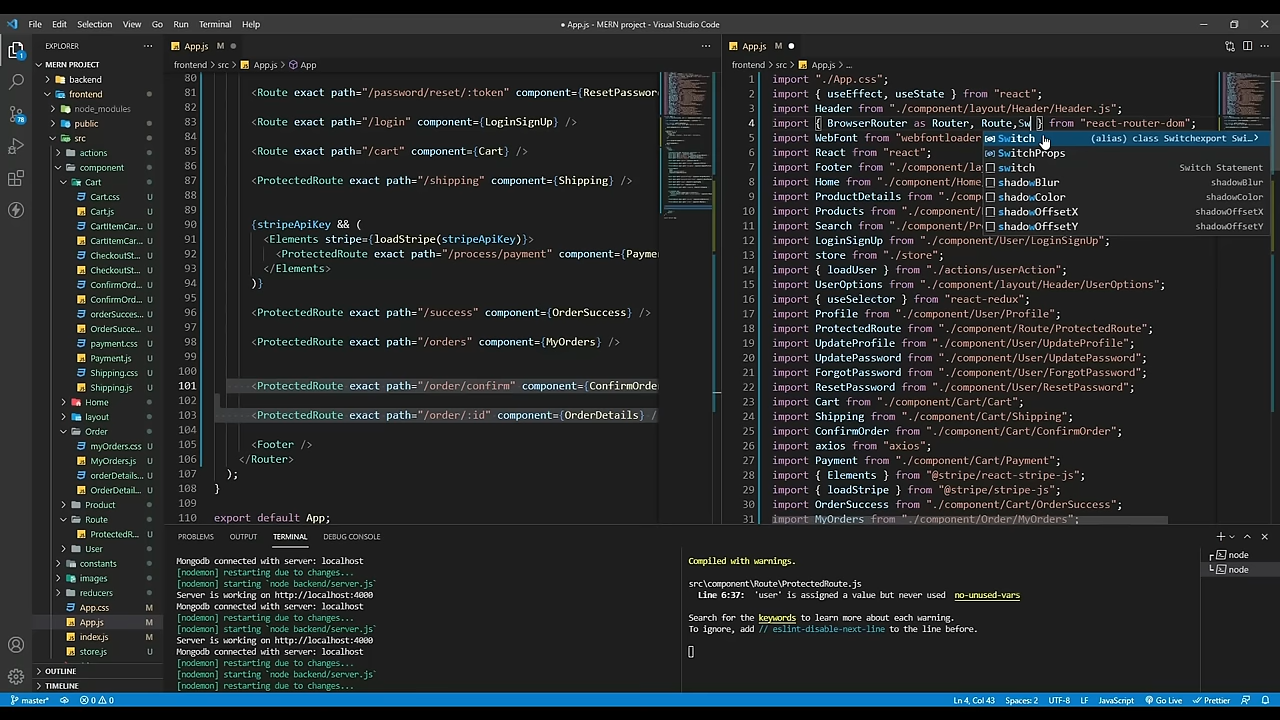 File Edit Selection View Go Run Terminal Help
● App.js - MERN project - Visual Studio Code
EXPLORER
MERN PROJECT
backend
frontend
node_modules
public
src
actions
component
Cart
Cart.css U
Cart.js U
CartItemCar... U
CartItemCar... U
CheckoutSt... U
CheckoutSt... U
ConfirmOrd... U
ConfirmOrd... U
orderSucces... U
OrderSucce... U
payment.css U
Payment.js U
Shipping.css U
Shipping.js U
Home
layout
Order
myOrders.css U
MyOrders.js U
orderDetails... U
OrderDetail... U
Product
Route
ProtectedR... U
User
constants
images
reducers
App.css M
App.js M
index.js M
store.js M
OUTLINE
TIMELINE
App.js M
frontend > src > App.js > App
80
81 <Route exact path="/password/reset/:token" component={ResetPasswor
82
83 <Route exact path="/login" component={LoginSignUp} />
84
85 <Route exact path="/cart" component={Cart} />
86
87 <ProtectedRoute exact path="/shipping" component={Shipping} />
88
89
90 {stripeApiKey && (
91 <Elements stripe={loadStripe(stripeApiKey)}>
92 <ProtectedRoute exact path="/process/payment" component={Payme
93 </Elements>
94 )}
95
96 <ProtectedRoute exact path="/success" component={OrderSuccess} />
97
98 <ProtectedRoute exact path="/orders" component={MyOrders} />
99
100
101 <ProtectedRoute exact path="/order/confirm" component={ConfirmOrde
102
103 <ProtectedRoute exact path="/order/:id" component={OrderDetails} /
104
105 <Footer />
106 </Router>
107 );
108 }
109
110 export default App;
App.js M
frontend > src > App.js > ...
1 import "./App.css";
2 import { useEffect, useState } from "react";
3 import Header from "./component/layout/Header/Header.js";
4 import { BrowserRouter as Router, Route,Sw } from "react-router-dom";
5 import WebFont from "webfontloader
6 import React from "react";
7 import Footer from "./component/la
8 import Home from "./component/Home
9 import ProductDetails from "./comp
10 import Products from "./component/
11 import Search from "./component/Pr
12 import LoginSignUp from "./component/User/LoginSignUp";
13 import store from "./store";
14 import { loadUser } from "./actions/userAction";
15 import UserOptions from "./component/layout/Header/UserOptions";
16 import { useSelector } from "react-redux";
17 import Profile from "./component/User/Profile";
18 import ProtectedRoute from "./component/Route/ProtectedRoute";
19 import UpdateProfile from "./component/User/UpdateProfile";
20 import UpdatePassword from "./component/User/UpdatePassword";
21 import ForgotPassword from "./component/User/ForgotPassword";
22 import ResetPassword from "./component/User/ResetPassword";
23 import Cart from "./component/Cart/Cart";
24 import Shipping from "./component/Cart/Shipping";
25 import ConfirmOrder from "./component/Cart/ConfirmOrder";
26 import axios from "axios";
27 import Payment from "./component/Cart/Payment";
28 import { Elements } from "@stripe/react-stripe-js";
29 import { loadStripe } from "@stripe/stripe-js";
30 import OrderSuccess from "./component/Cart/OrderSuccess";
31 import MyOrders from "./component/Order/MyOrders";
Switch (alias) class Switchexport Swi...
SwitchProps
switch Switch Statement
shadowBlur shadowBlur
shadowColor shadowColor
shadowOffsetX shadowOffsetX
shadowOffsetY shadowOffsetY
PROBLEMS OUTPUT TERMINAL DEBUG CONSOLE
Mongodb connected with server: localhost
[nodemon] restarting due to changes...
[nodemon] starting `node backend/server.js`
Server is working on http://localhost:4000
Mongodb connected with server: localhost
[nodemon] restarting due to changes...
[nodemon] starting `node backend/server.js`
Server is working on http://localhost:4000
Mongodb connected with server: localhost
[nodemon] restarting due to changes...
[nodemon] starting `node backend/server.js`
[nodemon] restarting due to changes...
Compiled with warnings.
src\component\Route\ProtectedRoute.js
Line 6:37: 'user' is assigned a value but never used no-unused-vars
Search for the keywords to learn more about each warning.
To ignore, add // eslint-disable-next-line to the line before.
node
node
1
78
master* 0 0
Ln 4, Col 43 Spaces: 2 UTF-8 LF JavaScript Go Live Prettier